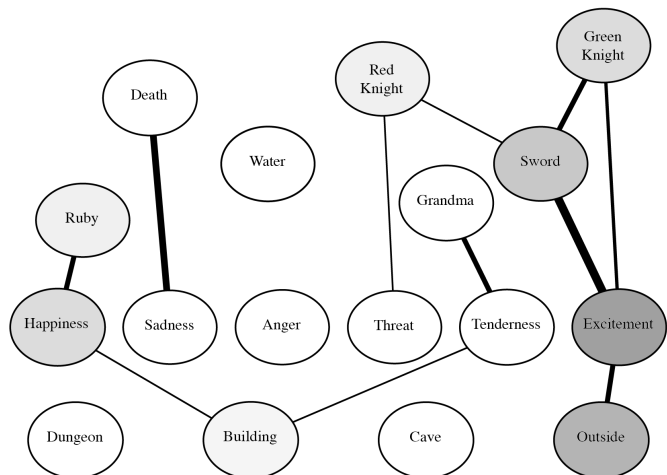 Green
Knight
Red
Knight
Death
Water
Sword
Grandma
Ruby
Happiness
Sadness
Anger
Threat
Tenderness
Excitement
Dungeon
Building
Cave
Outside